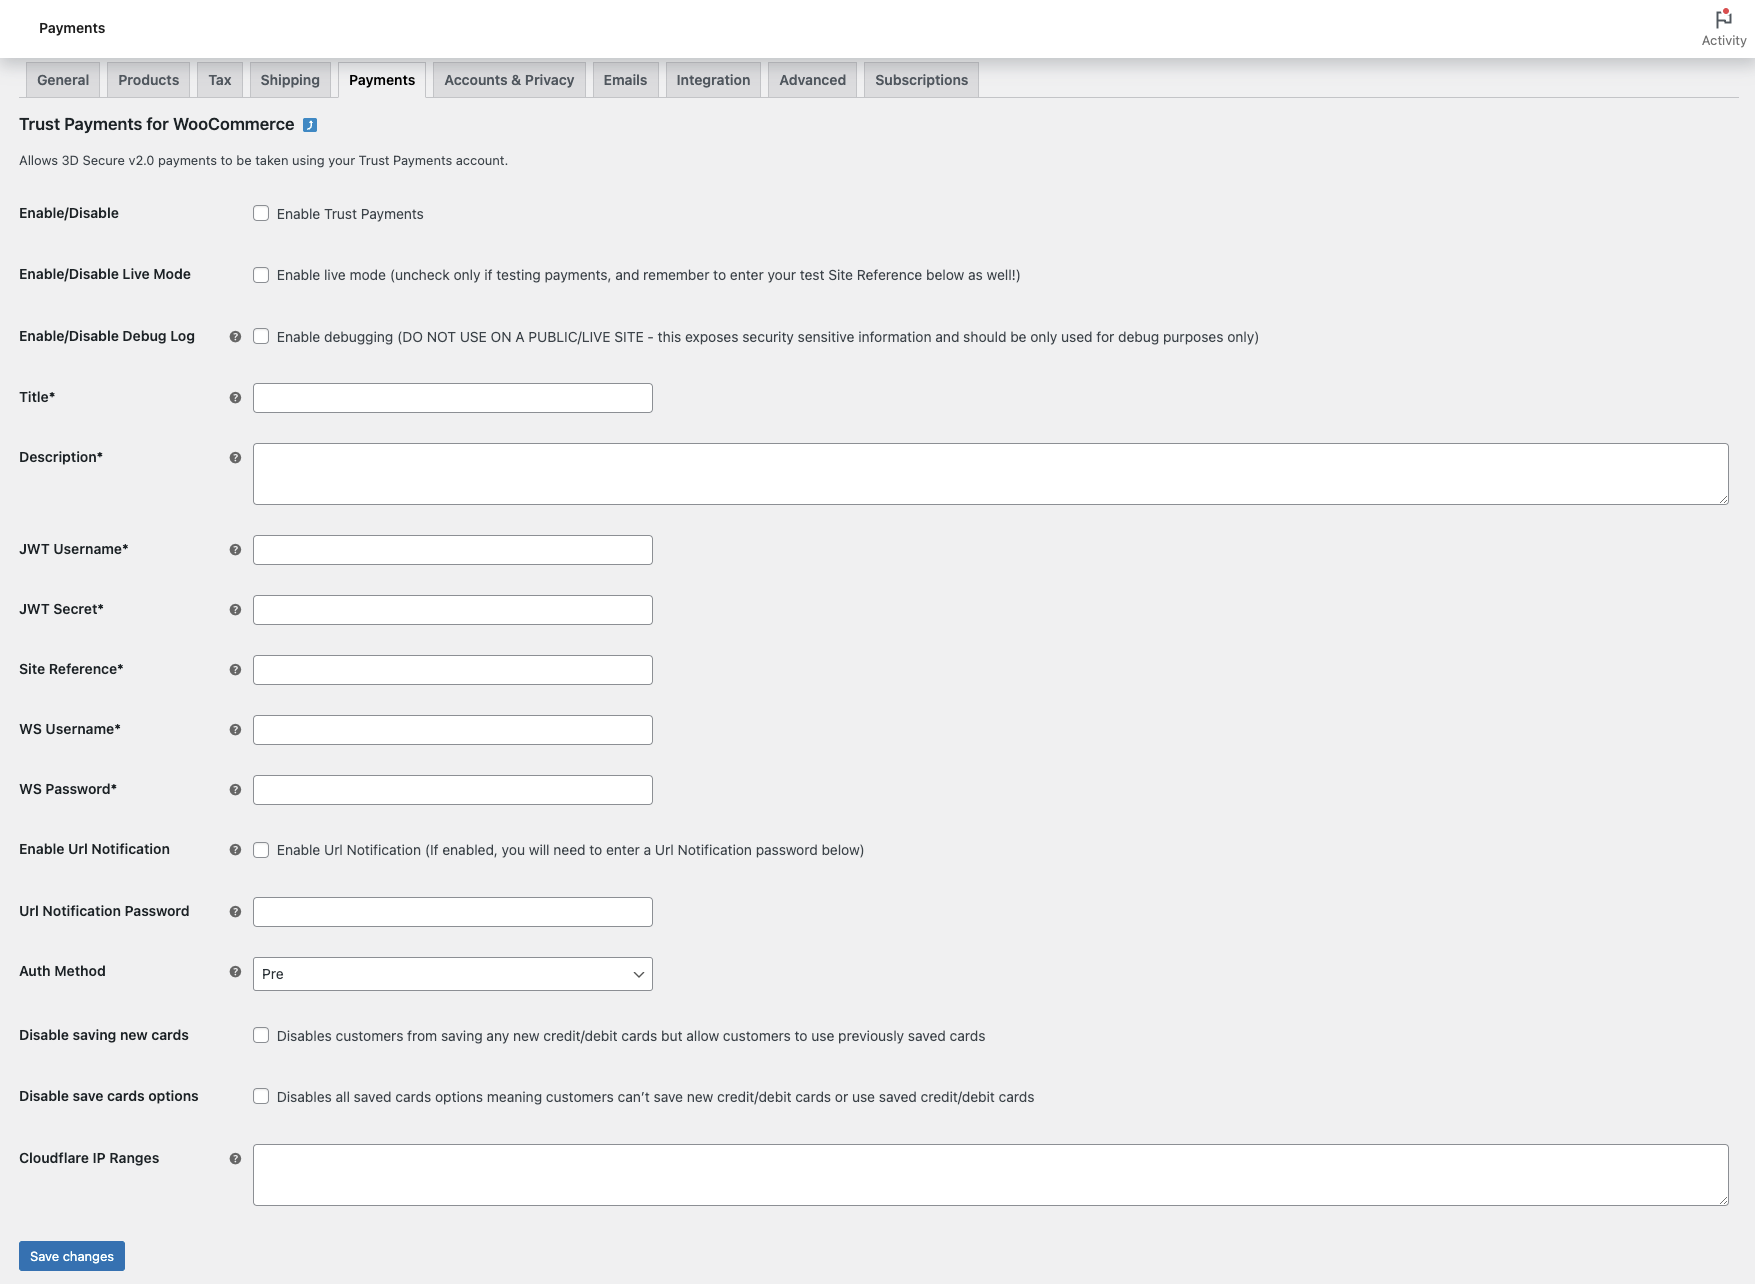 Payments
Activity
General Products Tax Shipping Payments Accounts & Privacy Emails Integration Advanced Subscriptions
Trust Payments for WooCommerce ⤴
Allows 3D Secure v2.0 payments to be taken using your Trust Payments account.
Enable/Disable Enable Trust Payments
Enable/Disable Live Mode Enable live mode (uncheck only if testing payments, and remember to enter your test Site Reference below as well!)
Enable/Disable Debug Log ? Enable debugging (DO NOT USE ON A PUBLIC/LIVE SITE - this exposes security sensitive information and should be only used for debug purposes only)
Title* ?
Description* ?
JWT Username* ?
JWT Secret* ?
Site Reference* ?
WS Username* ?
WS Password* ?
Enable Url Notification ? Enable Url Notification (If enabled, you will need to enter a Url Notification password below)
Url Notification Password ?
Auth Method ? Pre
Disable saving new cards Disables customers from saving any new credit/debit cards but allow customers to use previously saved cards
Disable save cards options Disables all saved cards options meaning customers can't save new credit/debit cards or use saved credit/debit cards
Cloudflare IP Ranges ?
Save changes